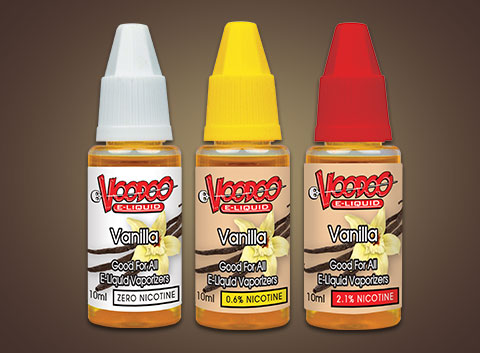 e VOODOO
E-LIQUID
Vanilla
Good For All
E-Liquid Vaporizers
10ml ZERO NICOTINE
e VOODOO
E-LIQUID
Vanilla
Good For All
E-Liquid Vaporizers
10ml 0.6% NICOTINE
e VOODOO
E-LIQUID
Vanilla
Good For All
E-Liquid Vaporizers
10ml 2.1% NICOTINE